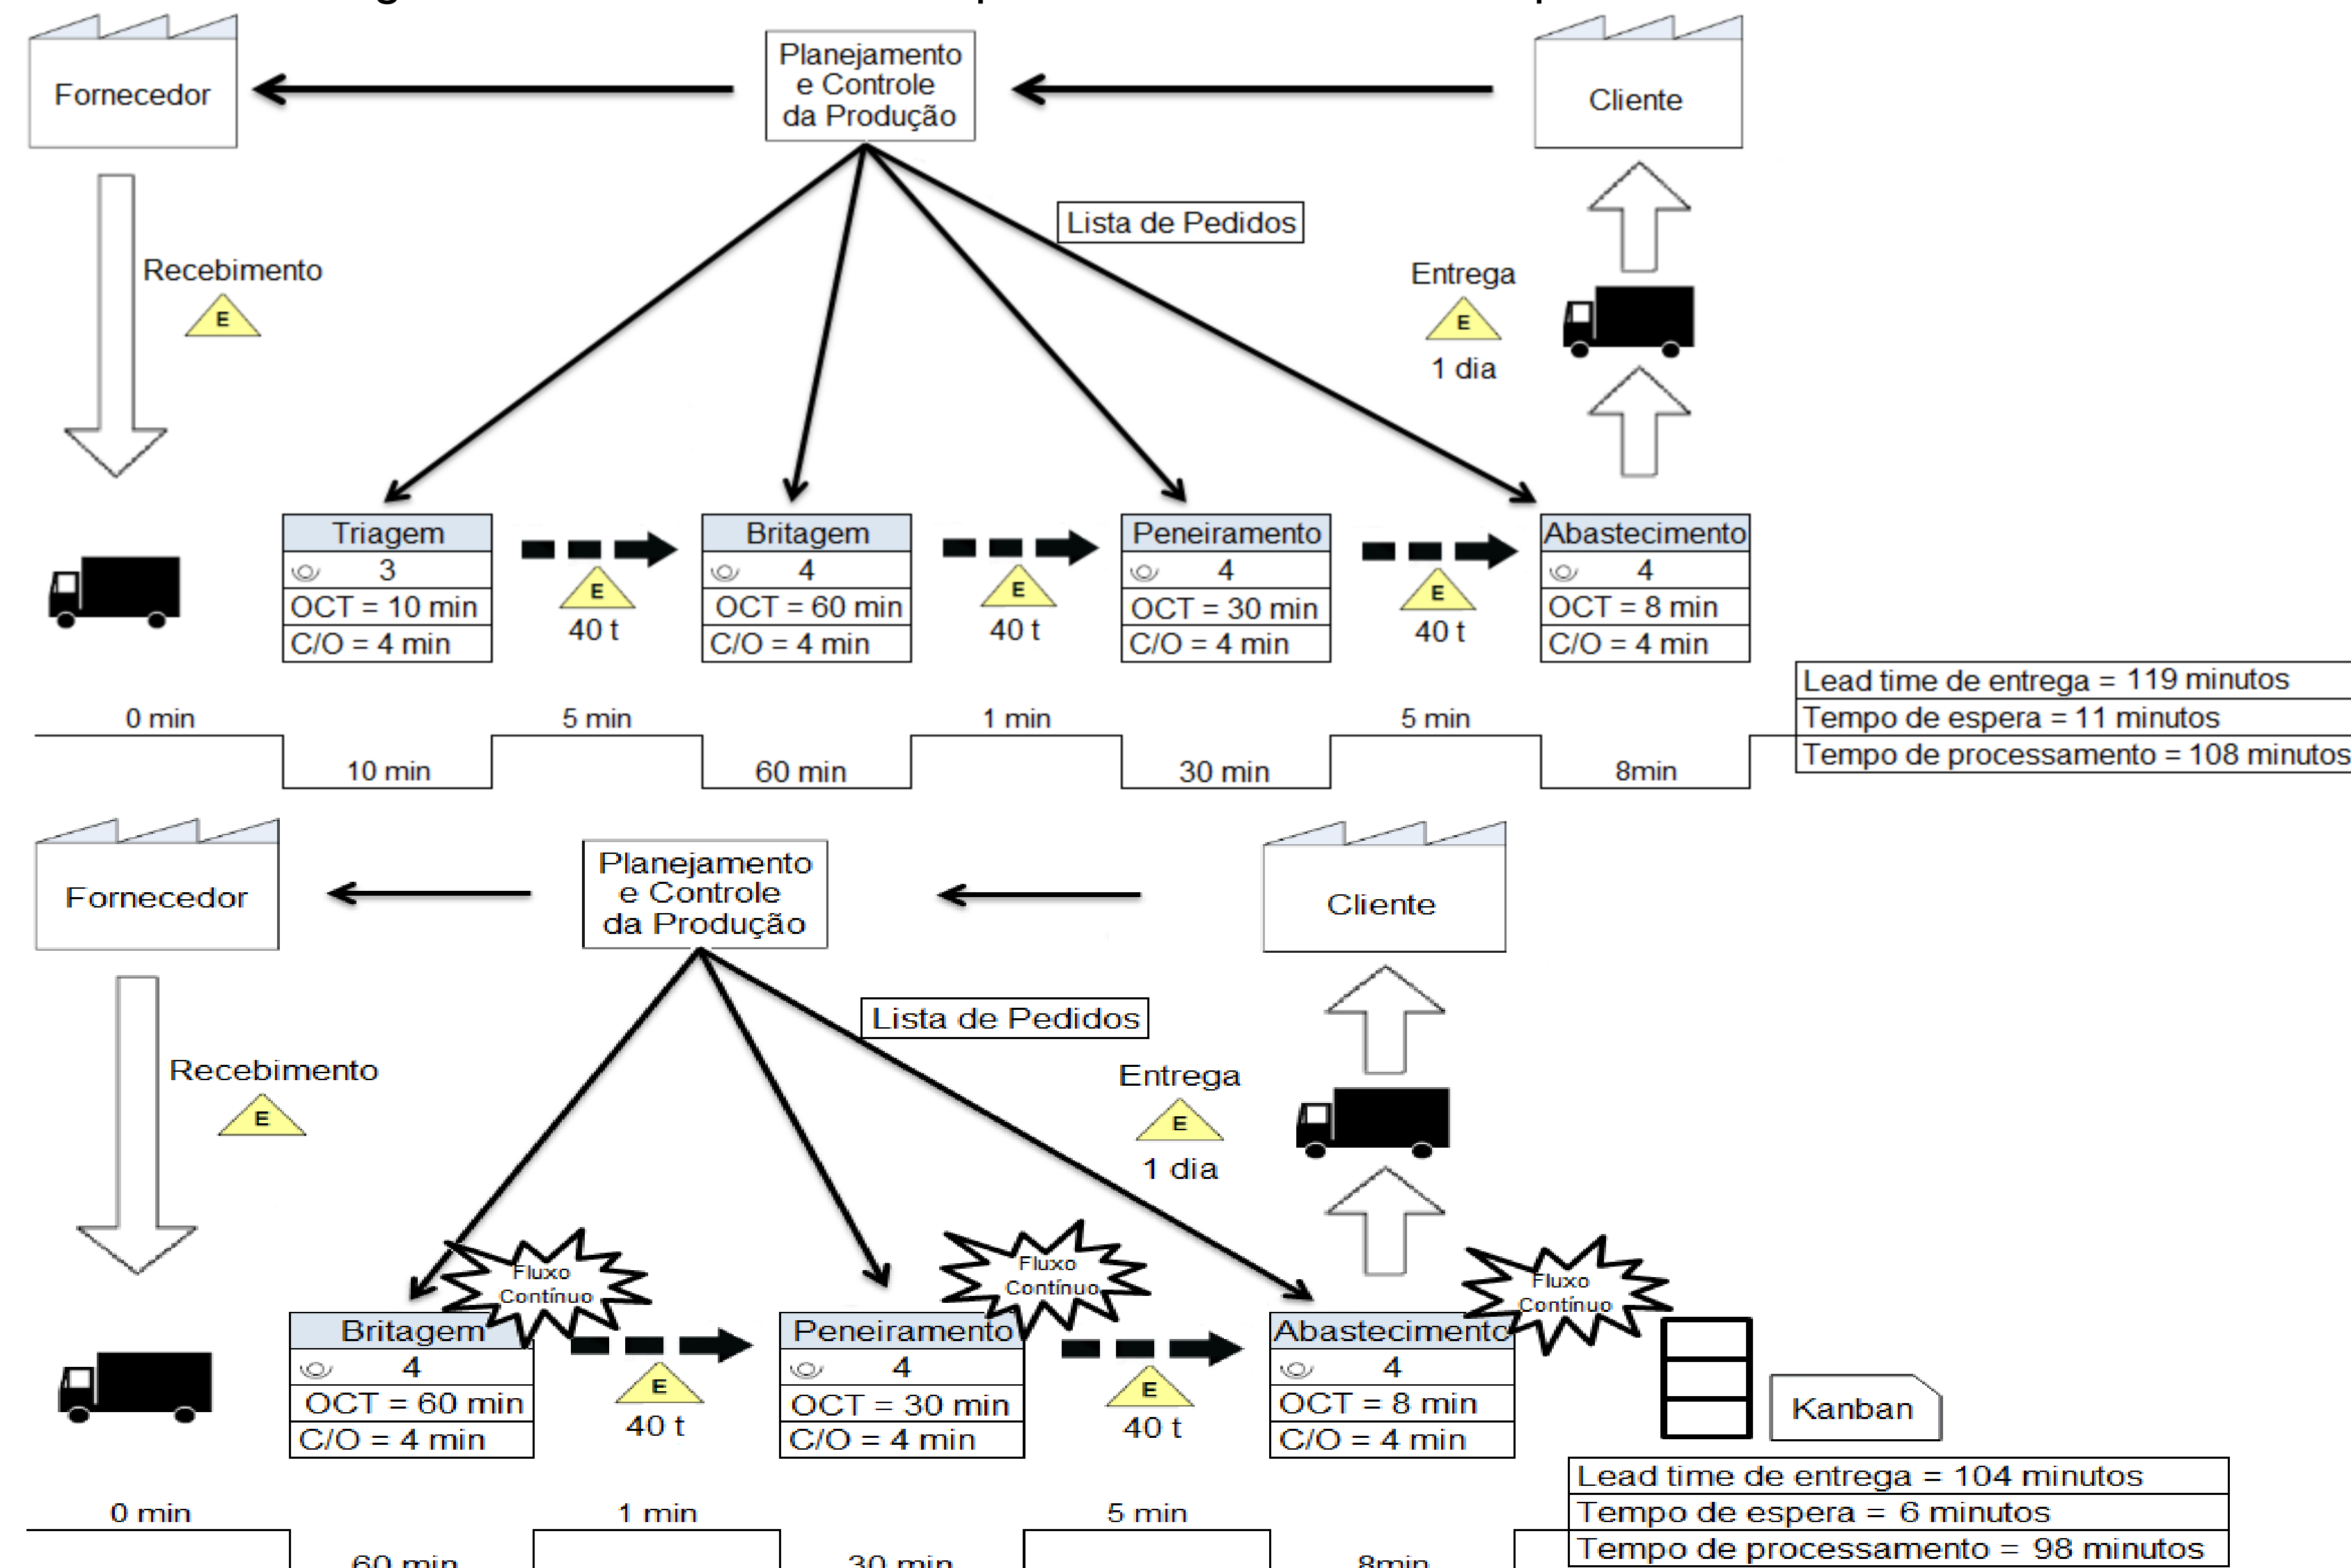 Fornecedor
Planejamento
e Controle
da Produção
Cliente
Lista de Pedidos
Recebimento
E
Entrega
E
1 dia
Triagem
3
OCT = 10 min
C/O = 4 min
E
40 t
Britagem
4
OCT = 60 min
C/O = 4 min
E
40 t
Peneiramento
4
OCT = 30 min
C/O = 4 min
E
40 t
Abastecimento
4
OCT = 8 min
C/O = 4 min
Lead time de entrega = 119 minutos
Tempo de espera = 11 minutos
Tempo de processamento = 108 minutos
0 min
5 min
1 min
5 min
10 min
60 min
30 min
8min
Fornecedor
Planejamento
e Controle
da Produção
Cliente
Lista de Pedidos
Recebimento
E
Entrega
E
1 dia
Fluxo
Contínuo
Fluxo
Contínuo
Fluxo
Contínuo
Britagem
4
OCT = 60 min
C/O = 4 min
E
40 t
Peneiramento
4
OCT = 30 min
C/O = 4 min
E
40 t
Abastecimento
4
OCT = 8 min
C/O = 4 min
Kanban
Lead time de entrega = 104 minutos
Tempo de espera = 6 minutos
Tempo de processamento = 98 minutos
0 min
1 min
5 min
60 min
30 min
8min